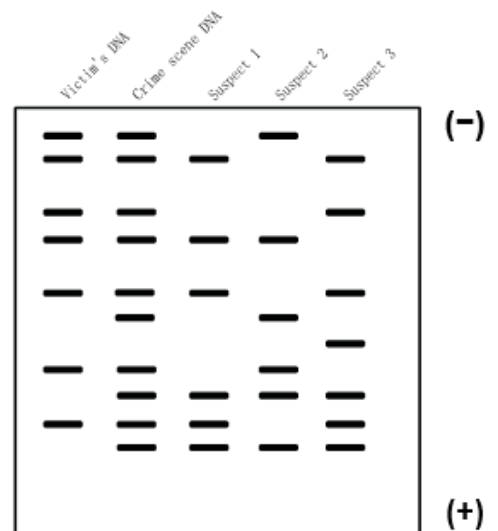 Victim's DNA
Crime scene DNA
Suspect 1
Suspect 2
Suspect 3
(−)
(+)